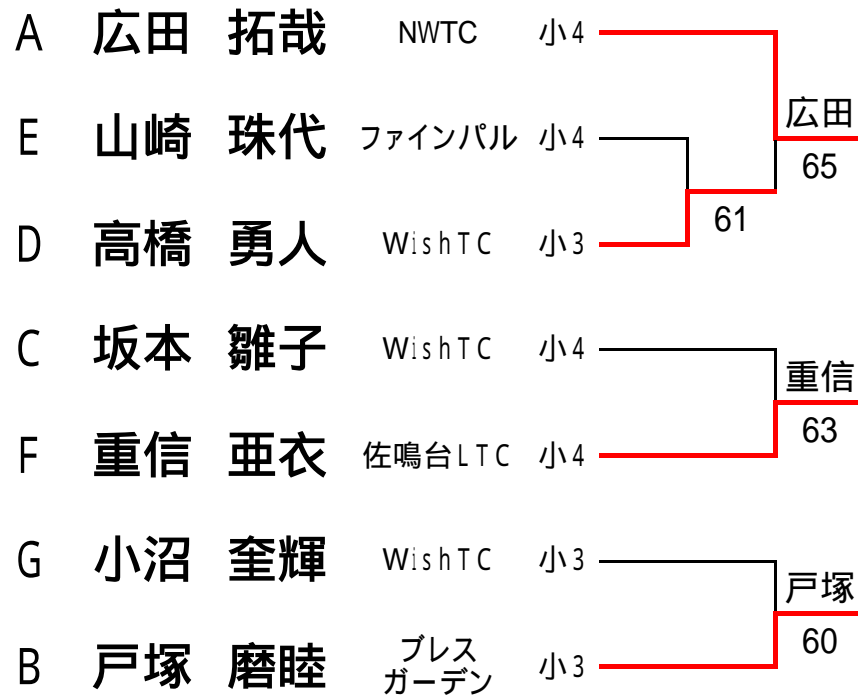 A 広田 拓哉 NWTC 小4
広田
65
E 山崎 珠代 ファインパル 小4
61
D 高橋 勇人 WishTC 小3
C 坂本 雛子 WishTC 小4
重信
63
F 重信 亜衣 佐鳴台LTC 小4
G 小沼 奎輝 WishTC 小3
戸塚
60
B 戸塚 磨睦 ブレス
ガーデン 小3